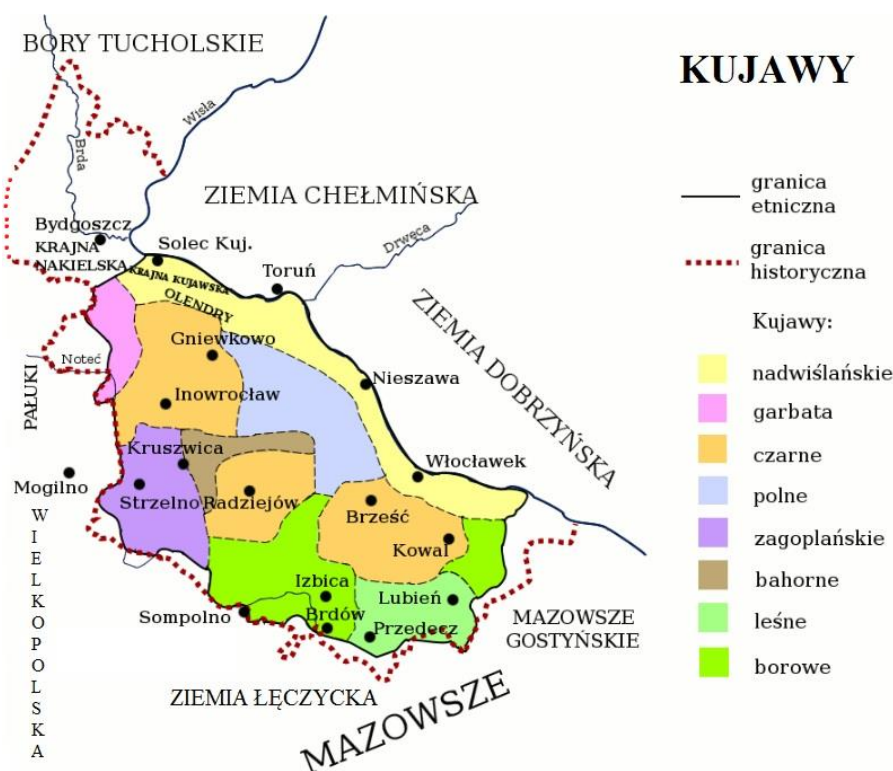 BORY TUCHOLSKIE
Wisła
Brda
ZIEMIA CHEŁMIŃSKA
Drwęca
Bydgoszcz
KRAJNA
NAKIELSKA
Solec Kuj.
KRAJNA KUJAWSKA
OLENDRY
Toruń
ZIEMIA DOBRZYŃSKA
Gniewkowo
Noteć
PAŁUKI
Nieszawa
Inowrocław
Kruszwica
Mogilno
Strzelno
Radziejów
Włocławek
Brześć
Kowal
WIELKOPOLSKA
Izbica
Lubień
Sompolno
Brdów
Przedecz
MAZOWSZE
GOSTYŃSKIE
ZIEMIA ŁĘCZYCKA
MAZOWSZE
KUJAWY
granica
etniczna
granica
historyczna
Kujawy:
nadwiślańskie
garbata
czarne
polne
zagoplańskie
bahorne
leśne
borowe